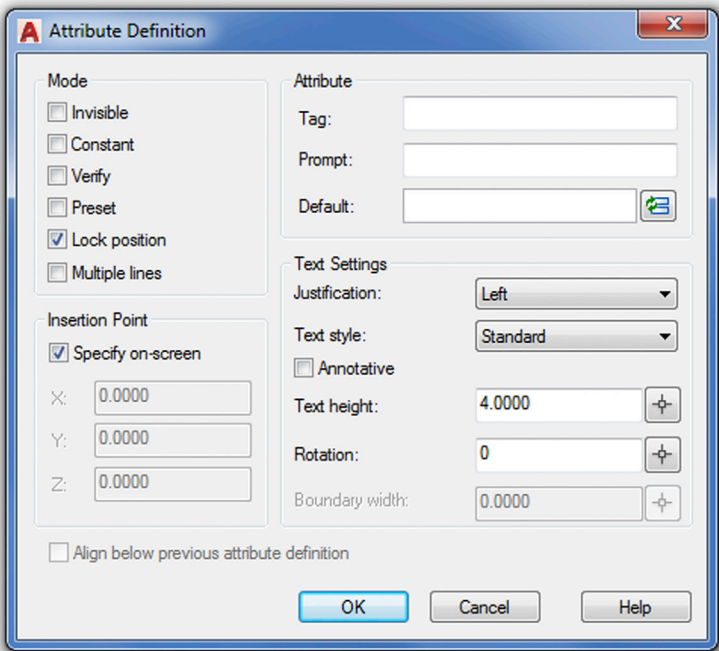 Attribute Definition
Mode
Invisible
Constant
Verify
Preset
Lock position
Multiple lines
Insertion Point
Specify on-screen
X: 0.0000
Y: 0.0000
Z: 0.0000
Attribute
Tag:
Prompt:
Default:
Text Settings
Justification: Left
Text style: Standard
Annotative
Text height: 4.0000
Rotation: 0
Boundary width: 0.0000
Align below previous attribute definition
OK Cancel Help